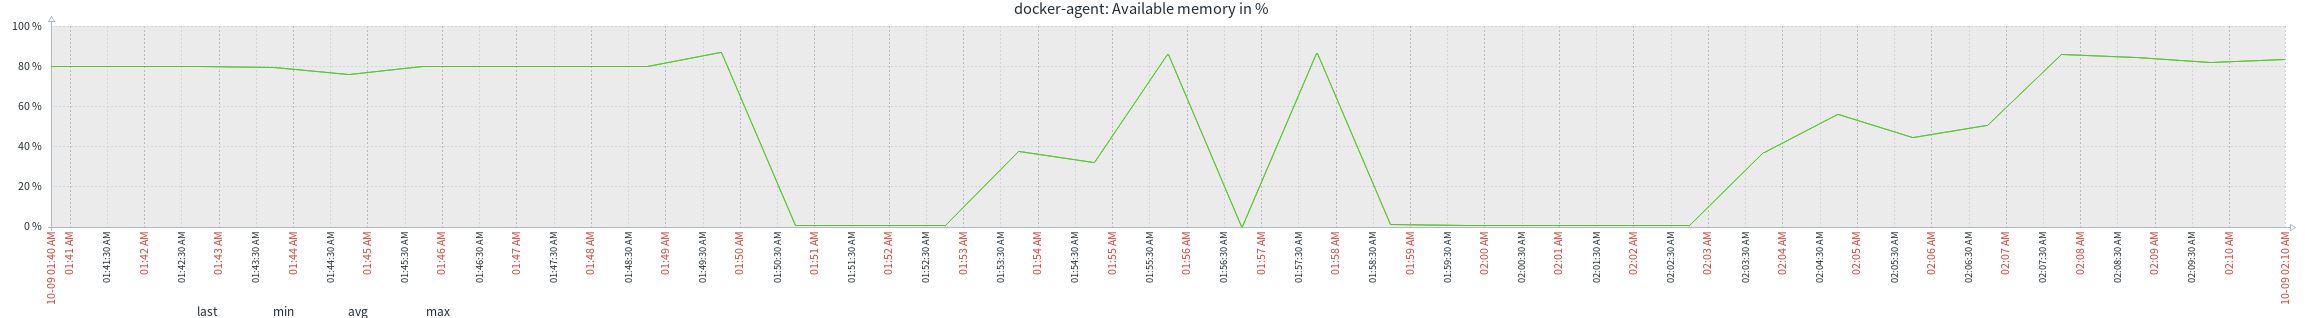 docker-agent: Available memory in %
100 %
80 %
60 %
40 %
20 %
0 %
10-09 01:40 AM
01:41 AM
01:41:30 AM
01:42 AM
01:42:30 AM
01:43 AM
01:43:30 AM
01:44 AM
01:44:30 AM
01:45 AM
01:45:30 AM
01:46 AM
01:46:30 AM
01:47 AM
01:47:30 AM
01:48 AM
01:48:30 AM
01:49 AM
01:49:30 AM
01:50 AM
01:50:30 AM
01:51 AM
01:51:30 AM
01:52 AM
01:52:30 AM
01:53 AM
01:53:30 AM
01:54 AM
01:54:30 AM
01:55 AM
01:55:30 AM
01:56 AM
01:56:30 AM
01:57 AM
01:57:30 AM
01:58 AM
01:58:30 AM
01:59 AM
01:59:30 AM
02:00 AM
02:00:30 AM
02:01 AM
02:01:30 AM
02:02 AM
02:02:30 AM
02:03 AM
02:03:30 AM
02:04 AM
02:04:30 AM
02:05 AM
02:05:30 AM
02:06 AM
02:06:30 AM
02:07 AM
02:07:30 AM
02:08 AM
02:08:30 AM
02:09 AM
02:09:30 AM
02:10 AM
10-09 02:10 AM
last min avg max